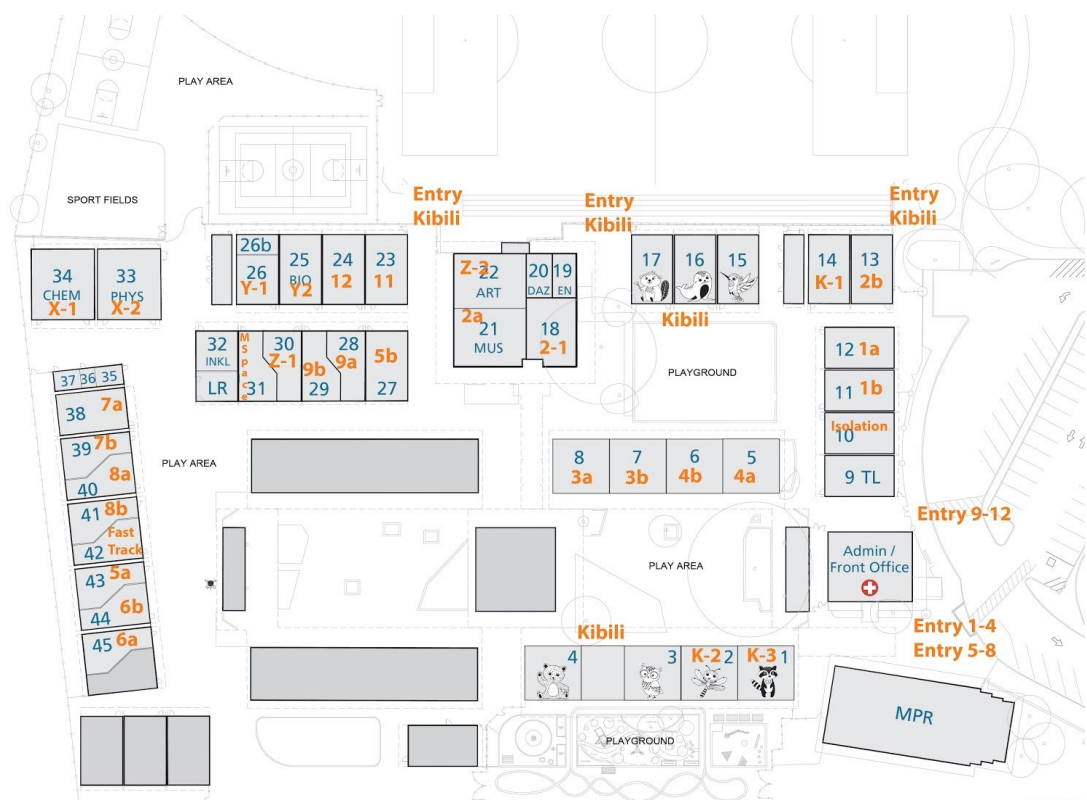 PLAY AREA
SPORT FIELDS
Entry
Kibili
Entry
Kibili
Entry
Kibili
34
CHEM
X-1
33
PHYS
X-2
26b
26
Y-1
25
BIO
Y2
24
12
23
11
Z-2
22
ART
20
DAZ
19
EN
2a
21
MUS
18
2-1
17
16
15
Kibili
14
K-1
13
2b
32
INKL
LR
MSpace
31
30
Z-1
9b
29
28
9a
5b
27
PLAYGROUND
12 1a
11 1b
Isolation
10
9 TL
37 36 35
38 7a
39 7b
8a
40
41 8b
Fast
Track
42
43 5a
6b
44
45 6a
PLAY AREA
8
3a
7
3b
6
4b
5
4a
Entry 9-12
PLAY AREA
Admin /
Front Office
Entry 1-4
Entry 5-8
Kibili
4
3
K-2 2
K-3 1
MPR
PLAYGROUND